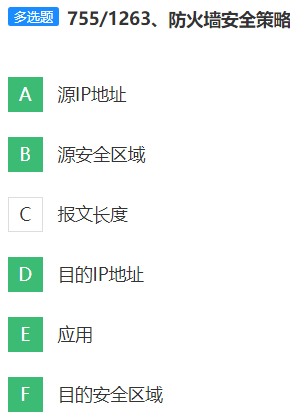 多选题 755/1263、防火墙安全策略
A 源IP地址
B 源安全区域
C 报文长度
D 目的IP地址
E 应用
F 目的安全区域